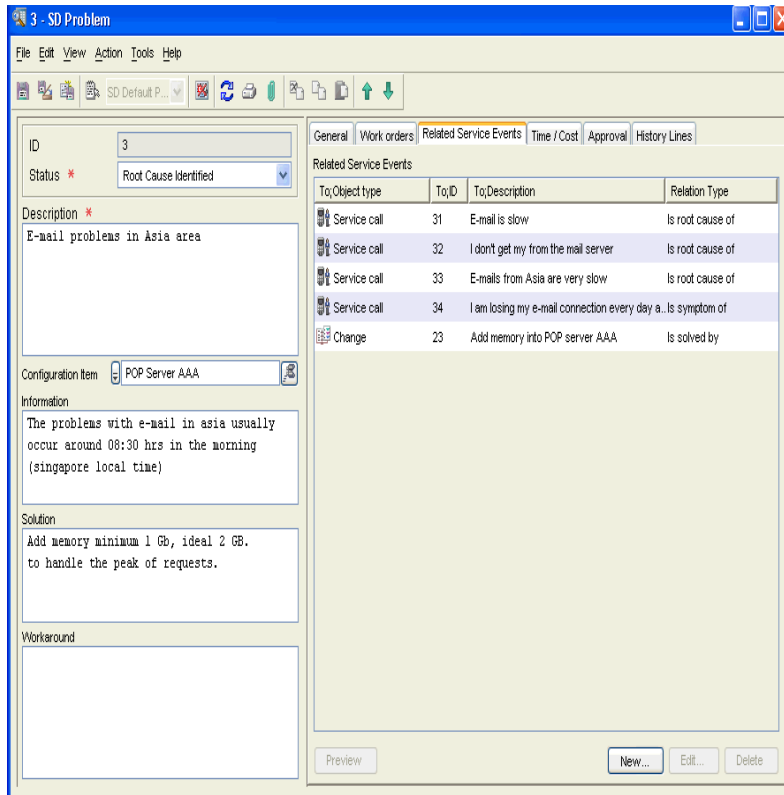 3 - SD Problem
File Edit View Action Tools Help
SD Default P...
ID 3
Status * Root Cause Identified
Description *
E-mail problems in Asia area
Configuration Item POP Server AAA
Information
The problems with e-mail in asia usually
occur around 08:30 hrs in the morning
(singapore local time)
Solution
Add memory minimum 1 Gb, ideal 2 GB.
to handle the peak of requests.
Workaround
General Work orders Related Service Events Time / Cost Approval History Lines
Related Service Events
To;Object type To;ID To;Description Relation Type
Service call 31 E-mail is slow Is root cause of
Service call 32 I don't get my from the mail server Is root cause of
Service call 33 E-mails from Asia are very slow Is root cause of
Service call 34 I am losing my e-mail connection every day a.. Is symptom of
Change 23 Add memory into POP server AAA Is solved by
Preview New... Edit... Delete